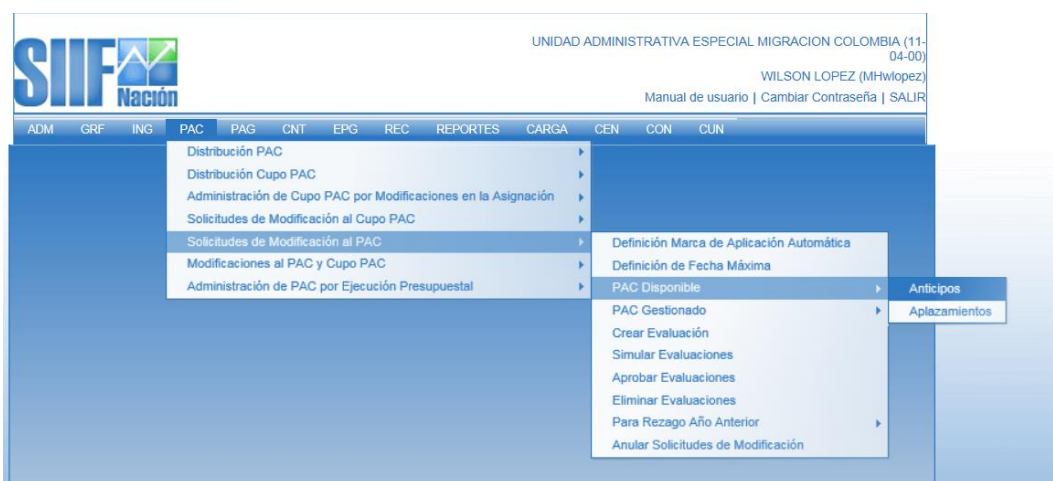 SIIF
Nación
UNIDAD ADMINISTRATIVA ESPECIAL MIGRACION COLOMBIA (11-
04-00)
WILSON LOPEZ (MHwlopez)
Manual de usuario | Cambiar Contraseña | SALIR
ADM GRF ING PAC PAG CNT EPG REC REPORTES CARGA CEN CON CUN
Distribución PAC
Distribución Cupo PAC
Administración de Cupo PAC por Modificaciones en la Asignación
Solicitudes de Modificación al Cupo PAC
Solicitudes de Modificación al PAC
Modificaciones al PAC y Cupo PAC
Administración de PAC por Ejecución Presupuestal
Definición Marca de Aplicación Automática
Definición de Fecha Máxima
PAC Disponible
PAC Gestionado
Crear Evaluación
Simular Evaluaciones
Aprobar Evaluaciones
Eliminar Evaluaciones
Para Rezago Año Anterior
Anular Solicitudes de Modificación
Anticipos
Aplazamientos